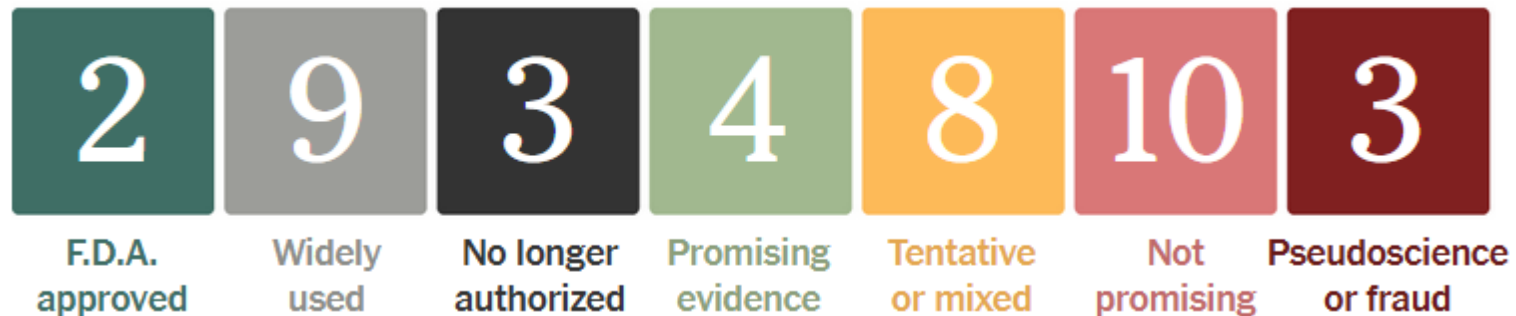 2 9 3 4 8 10 3
F.D.A. Widely No longer Promising Tentative Not Pseudoscience
approved used authorized evidence or mixed promising or fraud